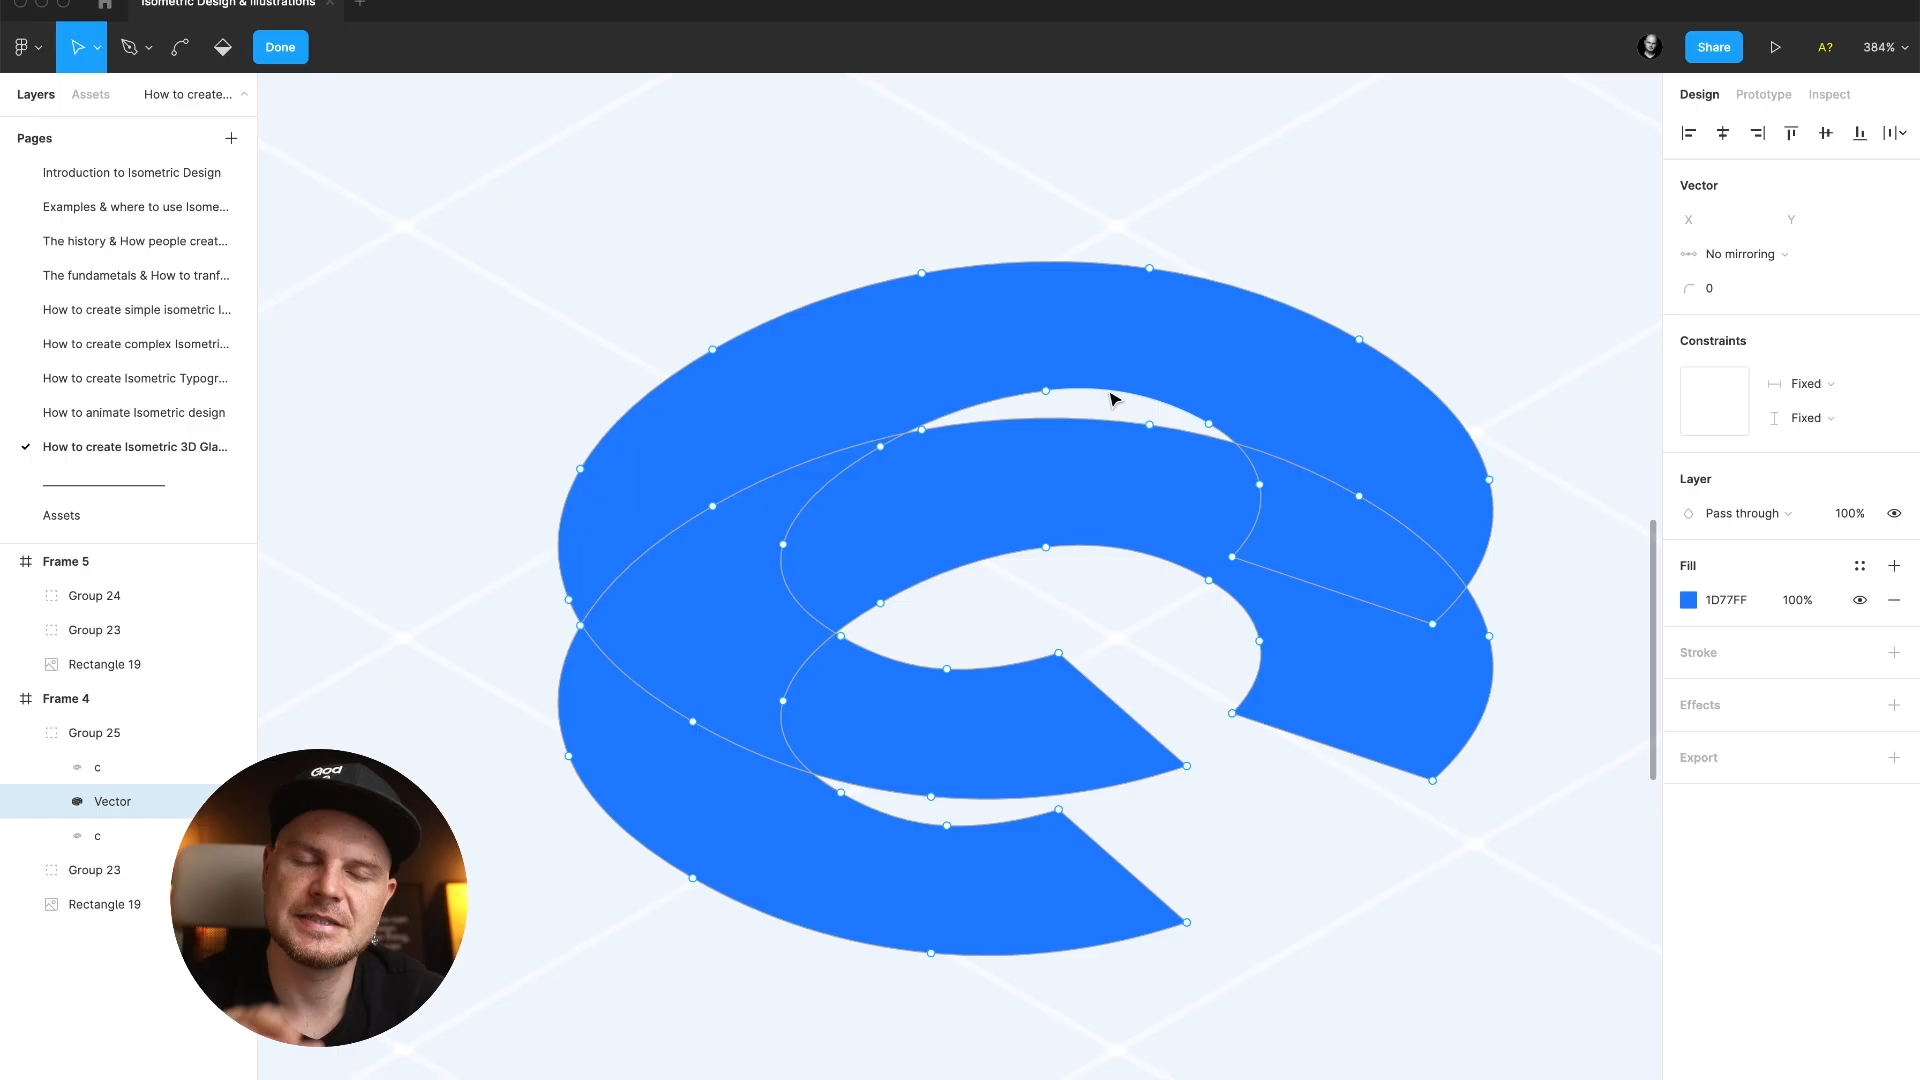 Isometric Design & Illustrations
Done
Share
A?
384%
Layers
Assets
How to create...
Pages
Introduction to Isometric Design
Examples & where to use Isome...
The history & How people creat...
The fundametals & How to tranf...
How to create simple isometric I...
How to create complex Isometri...
How to create Isometric Typogr...
How to animate Isometric design
How to create Isometric 3D Gla...
Assets
Frame 5
Group 24
Group 23
Rectangle 19
Frame 4
Group 25
c
Vector
c
Group 23
Rectangle 19
God
Design
Prototype
Inspect
Vector
X
Y
No mirroring
0
Constraints
Fixed
Fixed
Layer
Pass through
100%
Fill
1D77FF
100%
Stroke
Effects
Export